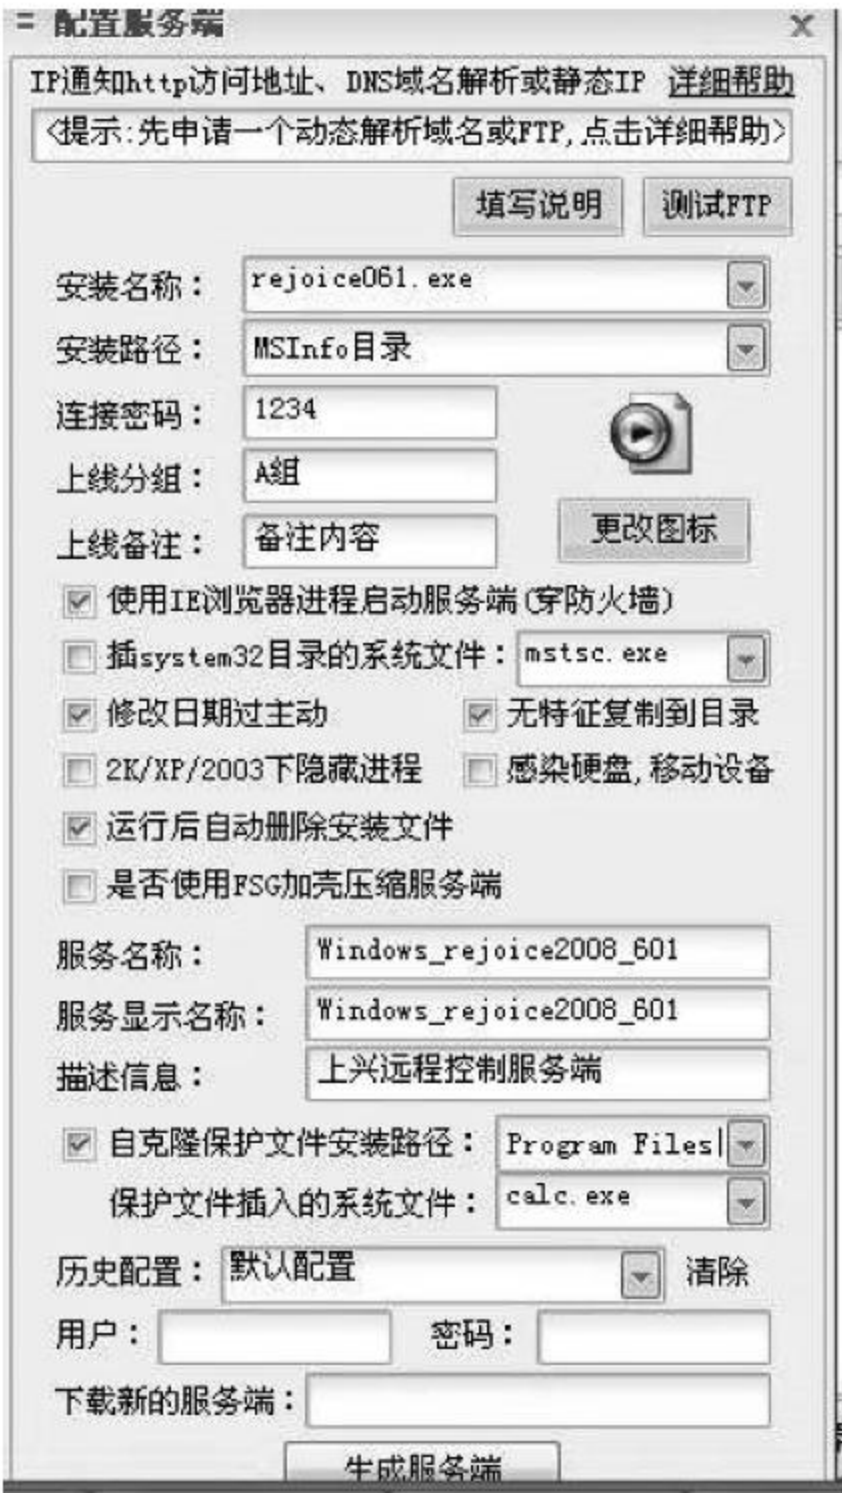 配置服务端
IP通知http访问地址、DNS域名解析或静态IP 详细帮助
<提示:先申请一个动态解析域名或FTP,点击详细帮助>
填写说明 测试FTP
安装名称： rejoice061.exe
安装路径： MSInfo目录
连接密码： 1234
上线分组： A组
更改图标
上线备注： 备注内容
使用IE浏览器进程启动服务端(穿防火墙)
插system32目录的系统文件： mstsc.exe
修改日期过主动 无特征复制到目录
2K/XP/2003下隐藏进程 感染硬盘,移动设备
运行后自动删除安装文件
是否使用FSG加壳压缩服务端
服务名称： Windows_rejoice2008_601
服务显示名称： Windows_rejoice2008_601
描述信息： 上兴远程控制服务端
自克隆保护文件安装路径： Program Files
保护文件插入的系统文件： calc.exe
历史配置： 默认配置 清除
用户： 密码：
下载新的服务端：
生成服务端